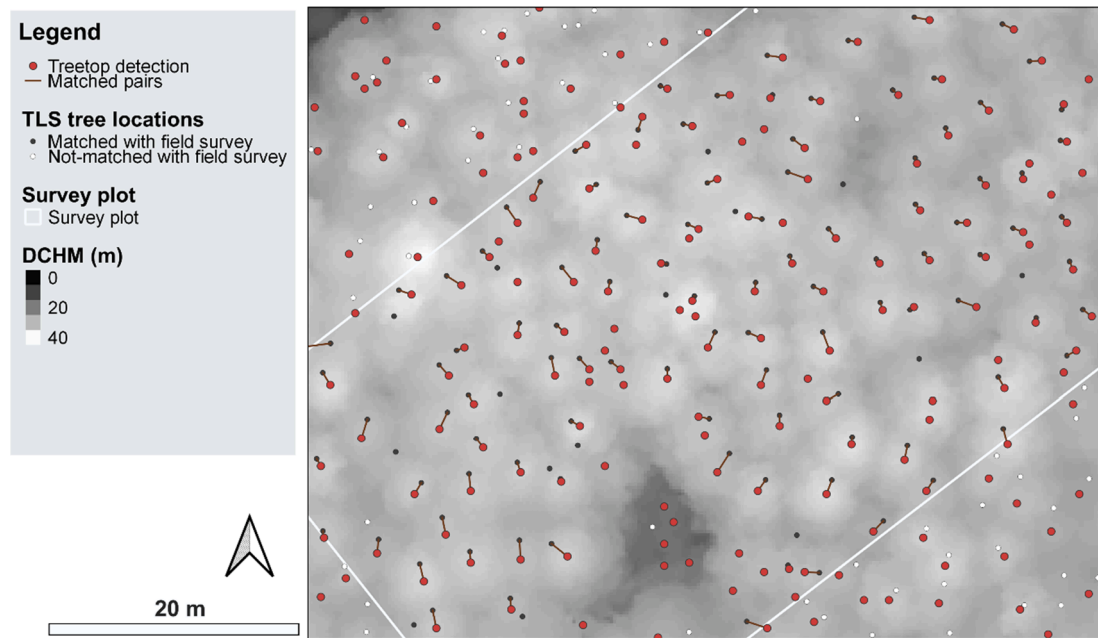 Legend
Treetop detection
Matched pairs
TLS tree locations
Matched with field survey
Not-matched with field survey
Survey plot
Survey plot
DCHM (m)
0
20
40
20 m